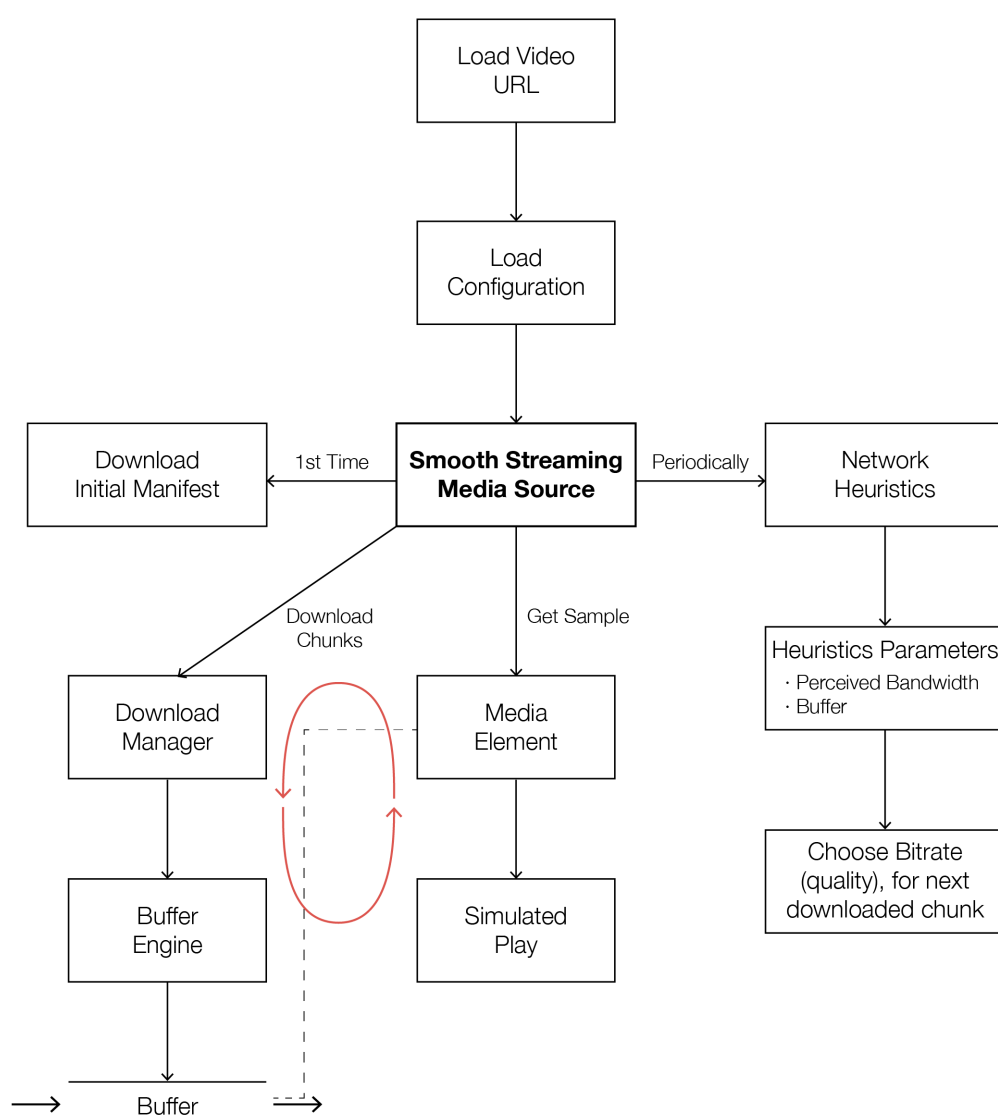 Load Video
URL
Load
Configuration
Download
Initial Manifest
1st Time
Smooth Streaming
Media Source
Periodically
Network
Heuristics
Download
Chunks
Get Sample
Heuristics Parameters
· Perceived Bandwidth
· Buffer
Download
Manager
Media
Element
Choose Bitrate
(quality), for next
downloaded chunk
Buffer
Engine
Simulated
Play
Buffer